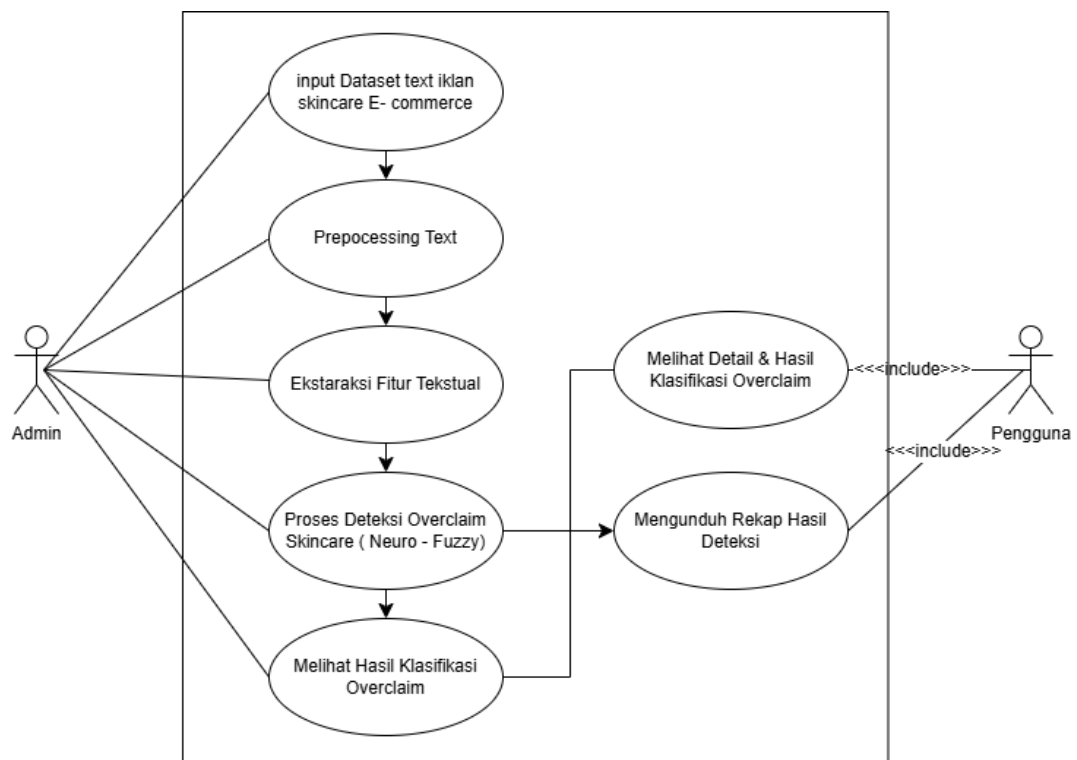 input Dataset text iklan
skincare E- commerce
Prepocessing Text
Ekstaraksi Fitur Tekstual
Melihat Detail & Hasil
Klasifikasi Overclaim
<<<include>>>
Admin
Pengguna
<<<include>>>
Proses Deteksi Overclaim
Skincare ( Neuro - Fuzzy)
Mengunduh Rekap Hasil
Deteksi
Melihat Hasil Klasifikasi
Overclaim